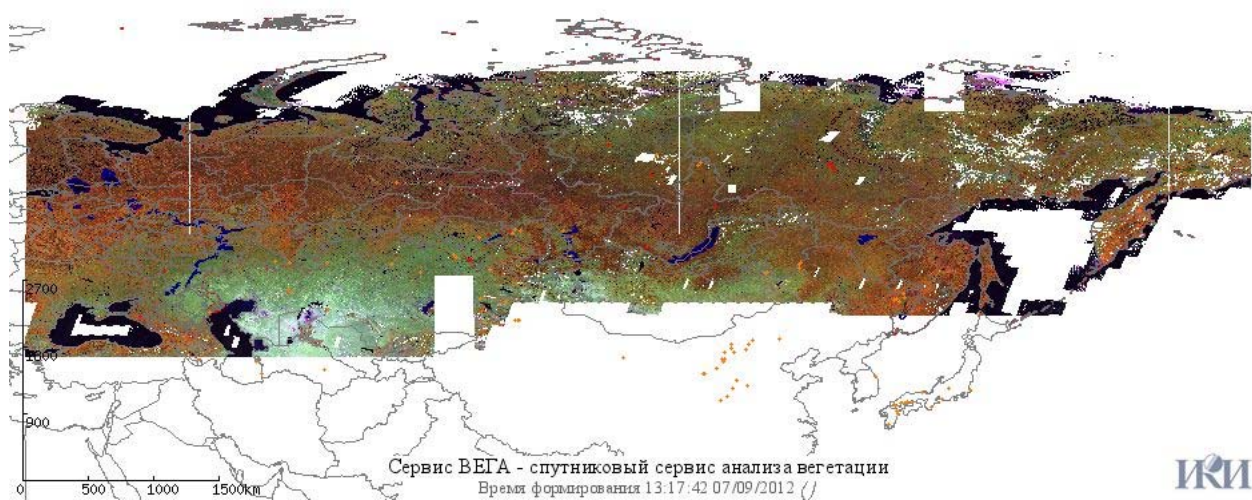 2700
1800
900
0 500 1000 1500км
Сервис ВЕГА - спутниковый сервис анализа вегетации
Время формирования 13:17:42 07/09/2012 //
ИКИ